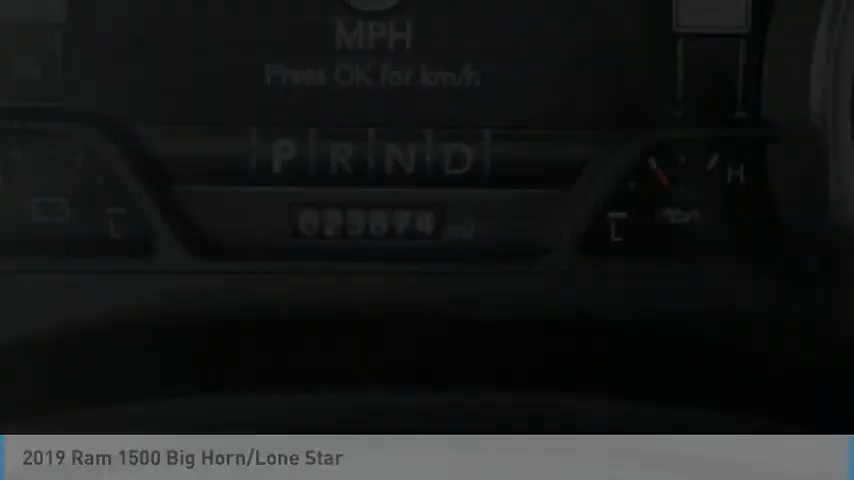 MPH
Press OK for km/h
P R N D
H
L
L
mi
2019 Ram 1500 Big Horn/Lone Star